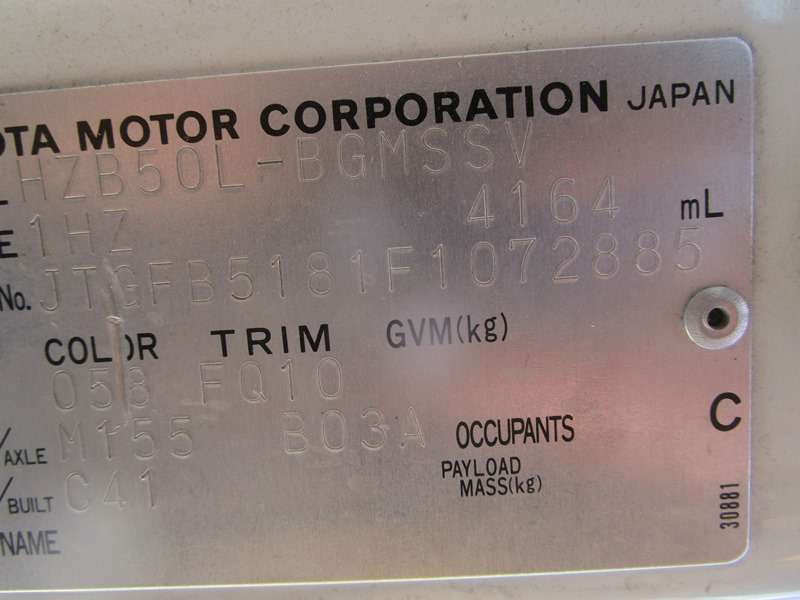 OTA MOTOR CORPORATION JAPAN
HZB50L-BGMSSV
E 1HZ 4164 mL
No. JTGFB5181F1072885
COLOR TRIM GVM(kg)
058 FQ10
/AXLE M155 B03A OCCUPANTS
C
/BUILT C41 PAYLOAD
MASS(kg)
NAME
30881